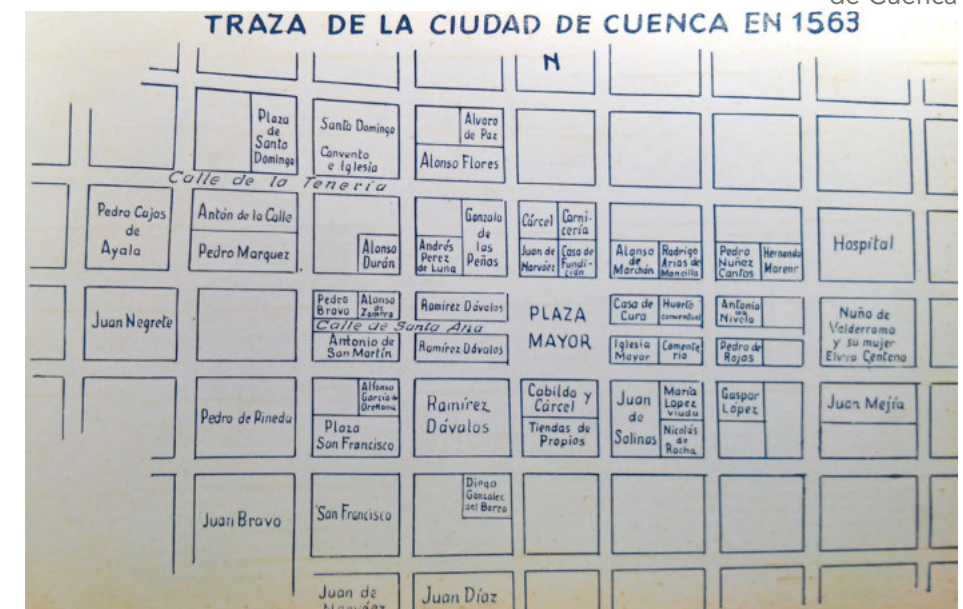 de Cuenca
TRAZA DE LA CIUDAD DE CUENCA EN 1563
N
Plaza
de
Santo
Domingo
Santo Domingo
Convento
e Iglesia
Alvaro
de Paz
Alonso Flores
Calle de la Tenería
Pedro Cajas
de
Ayala
Antón de la Calle
Pedro Marquez
Alonso
Durán
Andrés
Perez
de Luna
Gonzalo
de
las
Peñas
Cárcel
Carni-
cería
Juan de
Narváez
Casa de
Fundi-
ción
Alonso
de
Marchán
Rodrigo
Arias de
Mancilla
Pedro
Nuñez
Cantos
Hernando
Hospital
Juan Negrete
Pedro
Bravo
Alonso
Zamora
Calle de Santa Ana
Antonio de
San Martín
Ramirez Dávalos
Ramirez Dávalos
PLAZA
MAYOR
Casa de
Cura
Huerto
conventual
Iglesia
Mayor
Cementerio
Antonio
de
Nivela
Pedro de
Rojas
Nuño de
Valderrama
y su mujer
Elvira Centeno
Pedro de Pineda
Alfonso
García de
Orellana
Plaza
San Francisco
Ramírez
Dávalos
Cabildo y
Cárcel
Tiendas de
Propios
Juan
de
Salinas
María
Lopez
viuda
Nicolás
de
Rocha
Gaspar
López
Juan Mejía
Juan Bravo
San Francisco
Diego
Gonzalez
del Barco
Juan de
Narváez
Juan Díaz